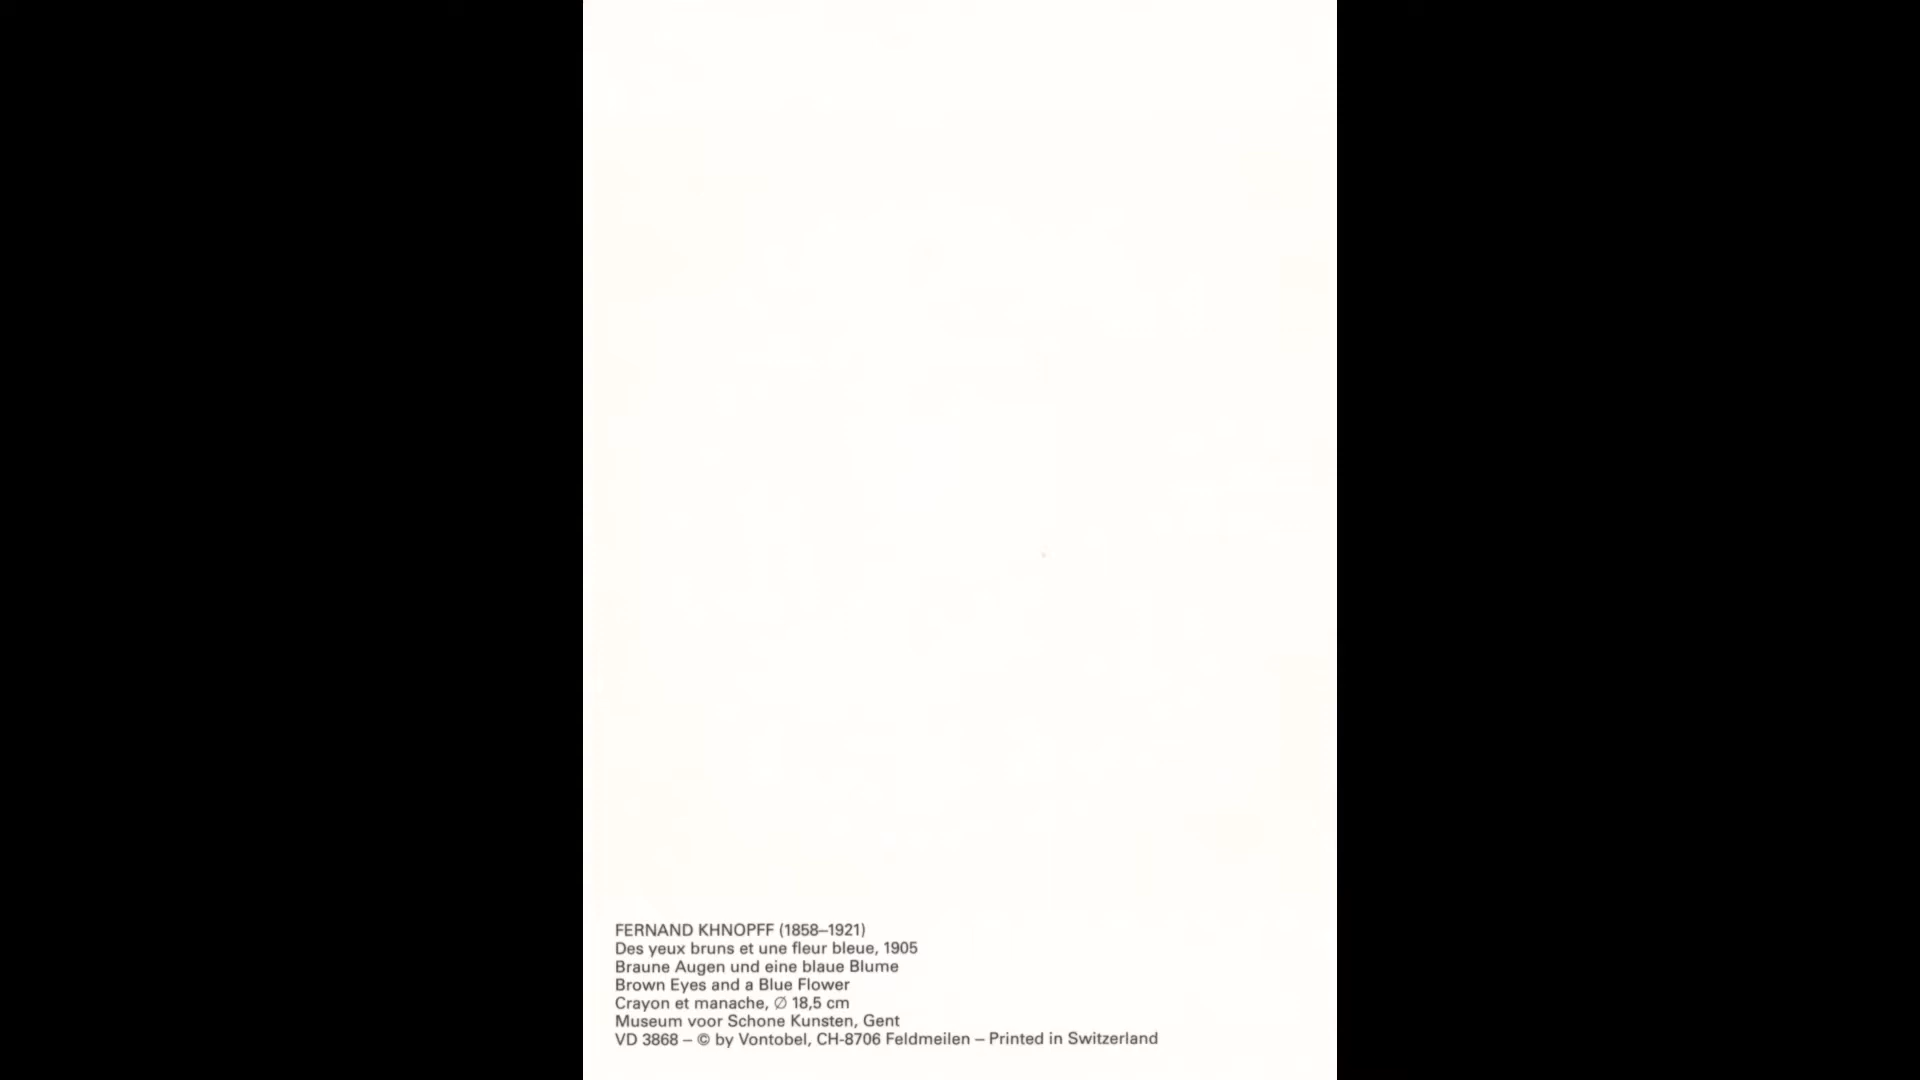 FERNAND KHNOPFF (1858–1921)
Des yeux bruns et une fleur bleue, 1905
Braune Augen und eine blaue Blume
Brown Eyes and a Blue Flower
Crayon et manache, ∅ 18,5 cm
Museum voor Schone Kunsten, Gent
VD 3868 – © by Vontobel, CH-8706 Feldmeilen – Printed in Switzerland